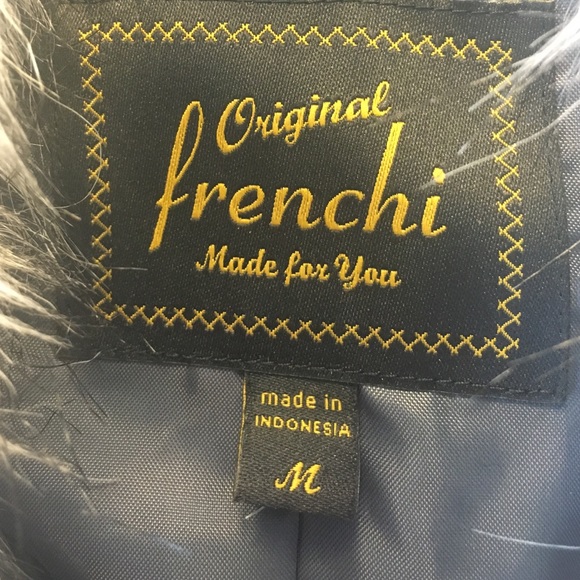 Original
frenchi
Made for You
made in
INDONESIA
M